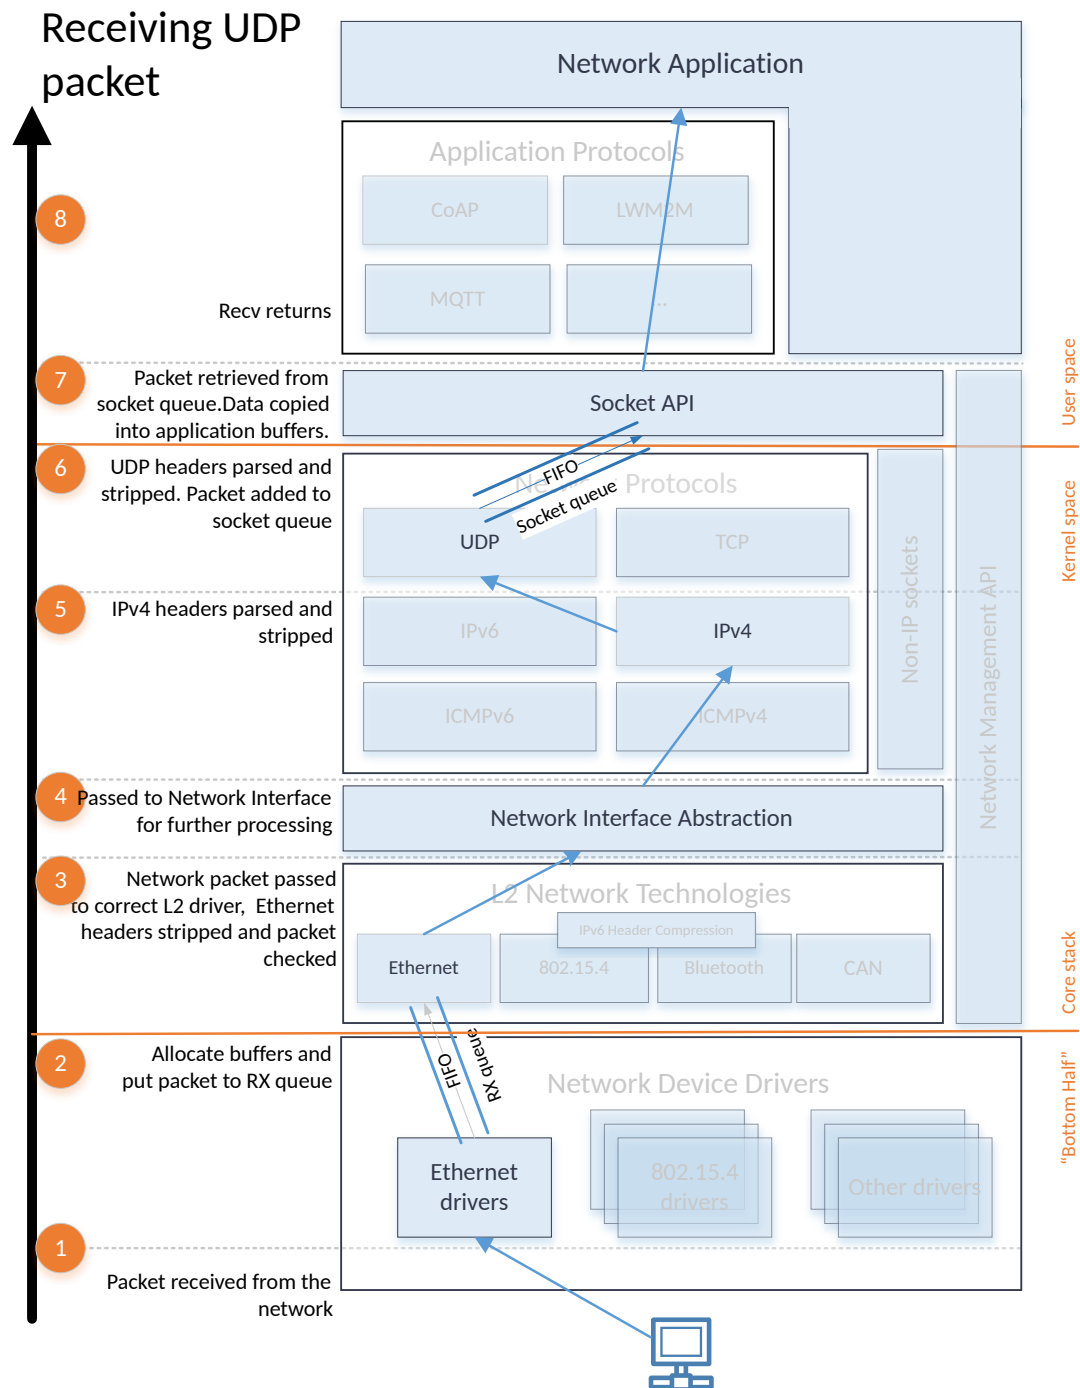 Receiving UDP
packet
Network Application
Application Protocols
CoAP
LWM2M
MQTT
...
8
Recv returns
7
Packet retrieved from
socket queue.Data copied
into application buffers.
Socket API
User space
6
UDP headers parsed and
stripped. Packet added to
socket queue
FIFO
Socket queue
Protocols
UDP
TCP
Kernel space
5
IPv4 headers parsed and
stripped
IPv6
IPv4
ICMPv6
ICMPv4
Non-IP sockets
Network Management API
4
Passed to Network Interface
for further processing
Network Interface Abstraction
3
Network packet passed
to correct L2 driver, Ethernet
headers stripped and packet
checked
L2 Network Technologies
IPv6 Header Compression
Ethernet
802.15.4
Bluetooth
CAN
Core stack
2
Allocate buffers and
put packet to RX queue
FIFO
RX queue
Network Device Drivers
"Bottom Half"
Ethernet
drivers
802.15.4
drivers
Other drivers
1
Packet received from the
network